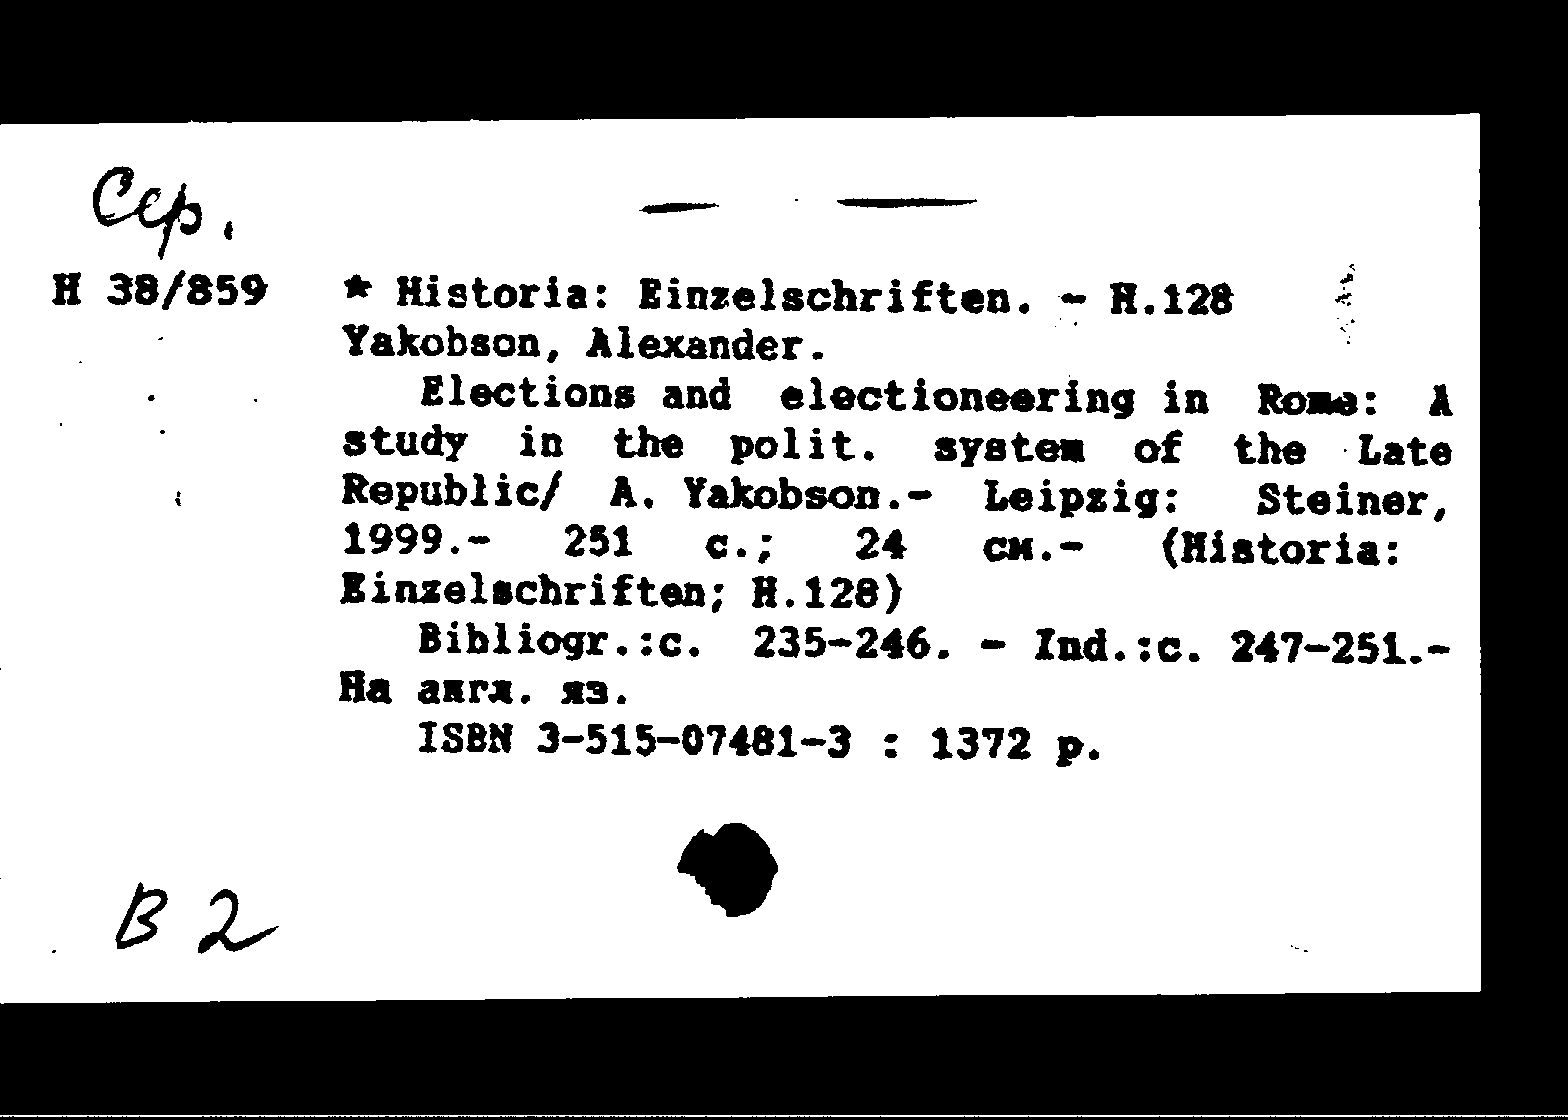 Сер.
H 38/859
* Historia: Einzelschriften. - H.128
Yakobson, Alexander.
Elections and electioneering in Rome: A
study in the polit. system of the Late
Republic/ A. Yakobson.- Leipzig: Steiner,
1999.- 251 с.; 24 см.- (Historia:
Einzelschriften; H.128)
Bibliogr.:с. 235-246. - Ind.:с. 247-251.-
На англ. яз.
ISBN 3-515-07481-3 : 1372 р.
B 2